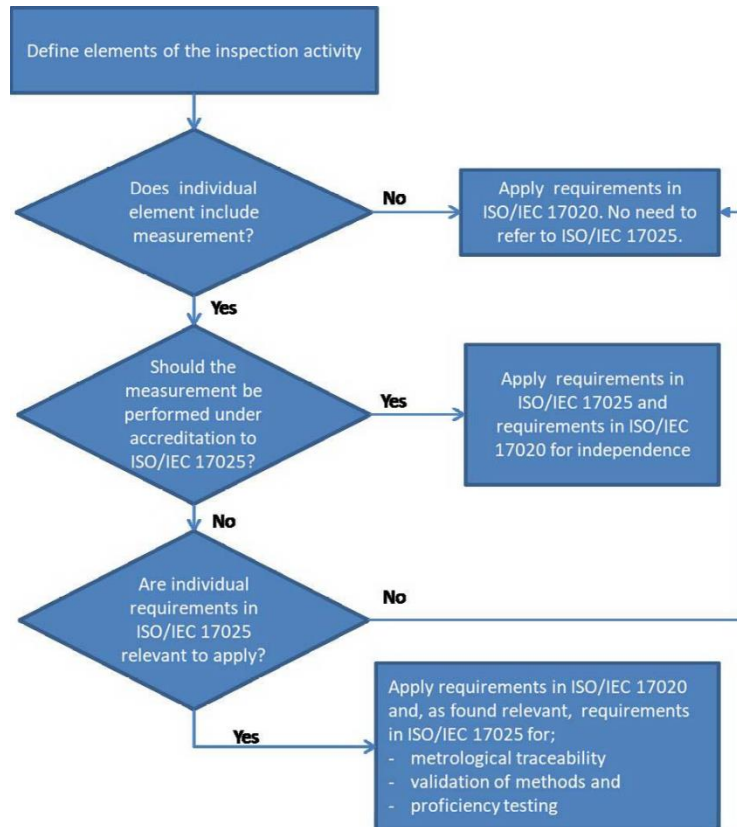 Define elements of the inspection activity
Does individual
element include
measurement?
No
Apply requirements in
ISO/IEC 17020. No need to
refer to ISO/IEC 17025.
Yes
Should the
measurement be
performed under
accreditation to
ISO/IEC 17025?
Yes
Apply requirements in
ISO/IEC 17025 and
requirements in ISO/IEC
17020 for independence
No
Are individual
requirements in
ISO/IEC 17025
relevant to apply?
No
Yes
Apply requirements in ISO/IEC 17020
and, as found relevant, requirements
in ISO/IEC 17025 for;
- metrological traceability
- validation of methods and
- proficiency testing